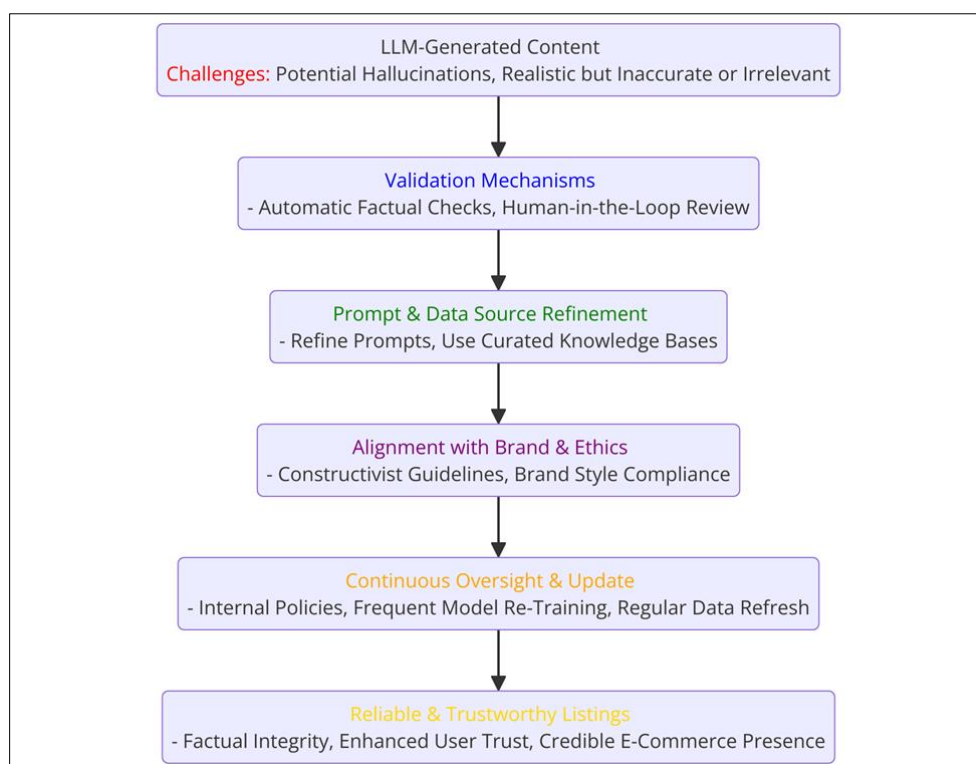 LLM-Generated Content
Challenges: Potential Hallucinations, Realistic but Inaccurate or Irrelevant
Validation Mechanisms
- Automatic Factual Checks, Human-in-the-Loop Review
Prompt & Data Source Refinement
- Refine Prompts, Use Curated Knowledge Bases
Alignment with Brand & Ethics
- Constructivist Guidelines, Brand Style Compliance
Continuous Oversight & Update
- Internal Policies, Frequent Model Re-Training, Regular Data Refresh
Reliable & Trustworthy Listings
- Factual Integrity, Enhanced User Trust, Credible E-Commerce Presence